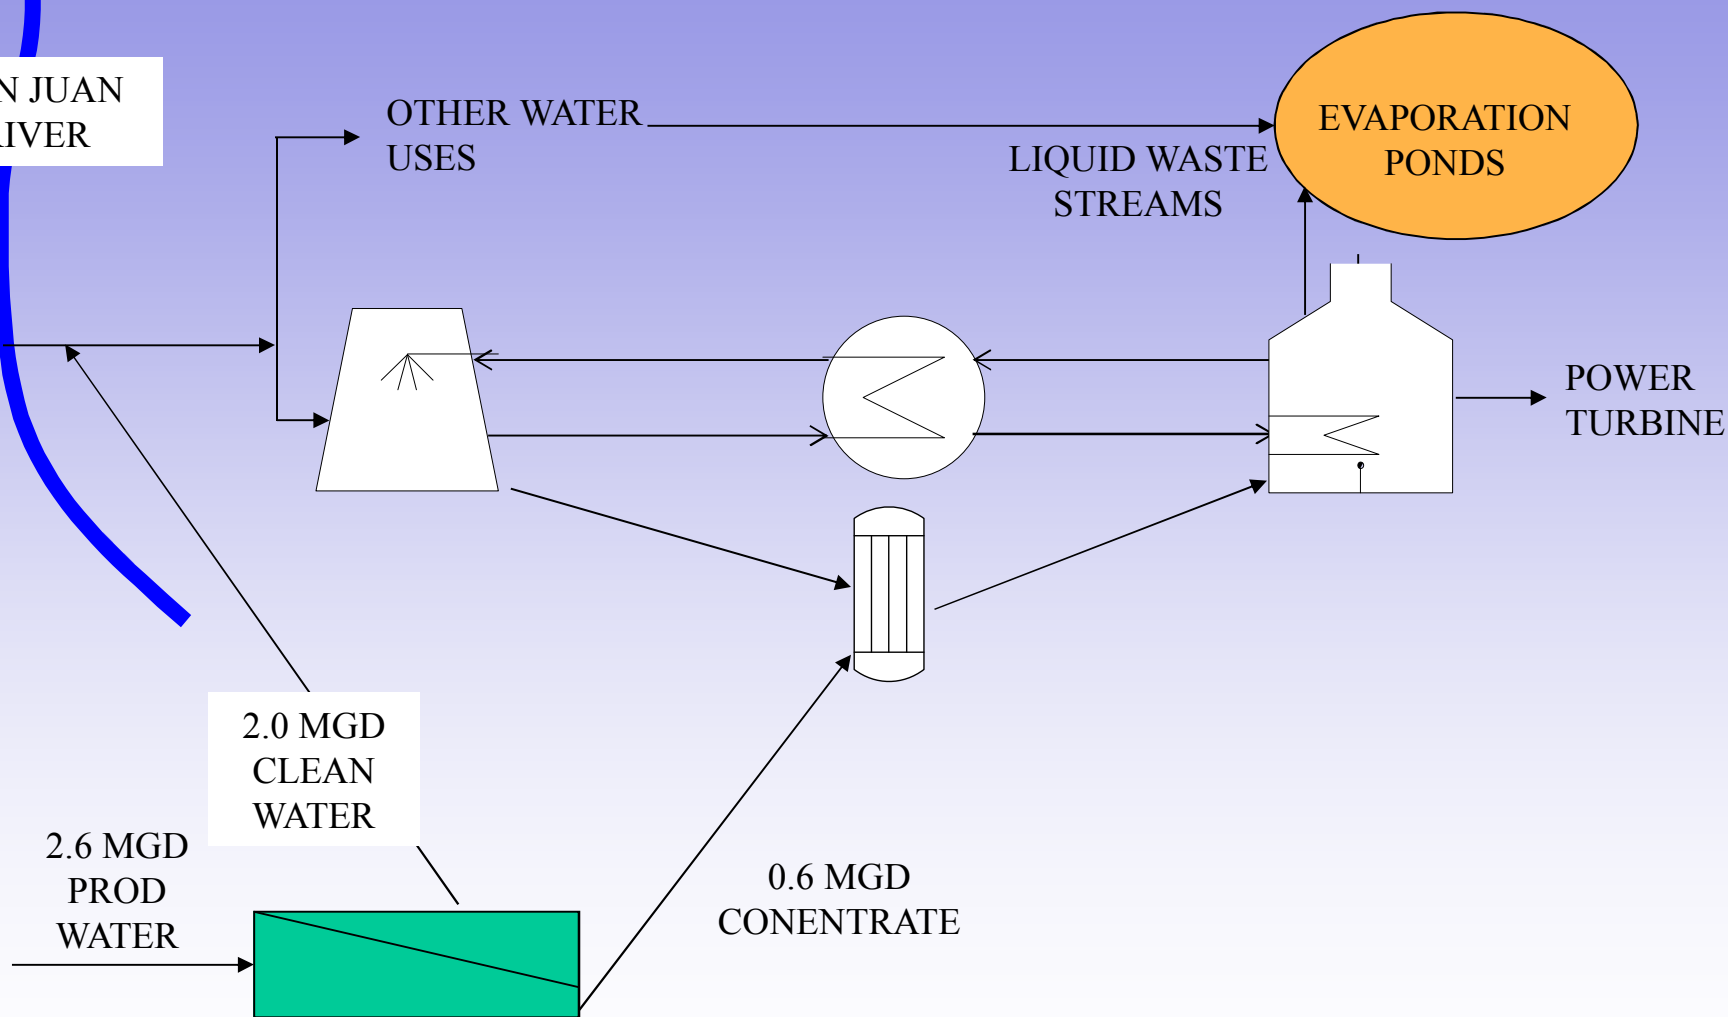 N JUAN
RIVER
OTHER WATER
USES
LIQUID WASTE
STREAMS
EVAPORATION
PONDS
POWER
TURBINE
2.0 MGD
CLEAN
WATER
2.6 MGD
PROD
WATER
0.6 MGD
CONENTRATE